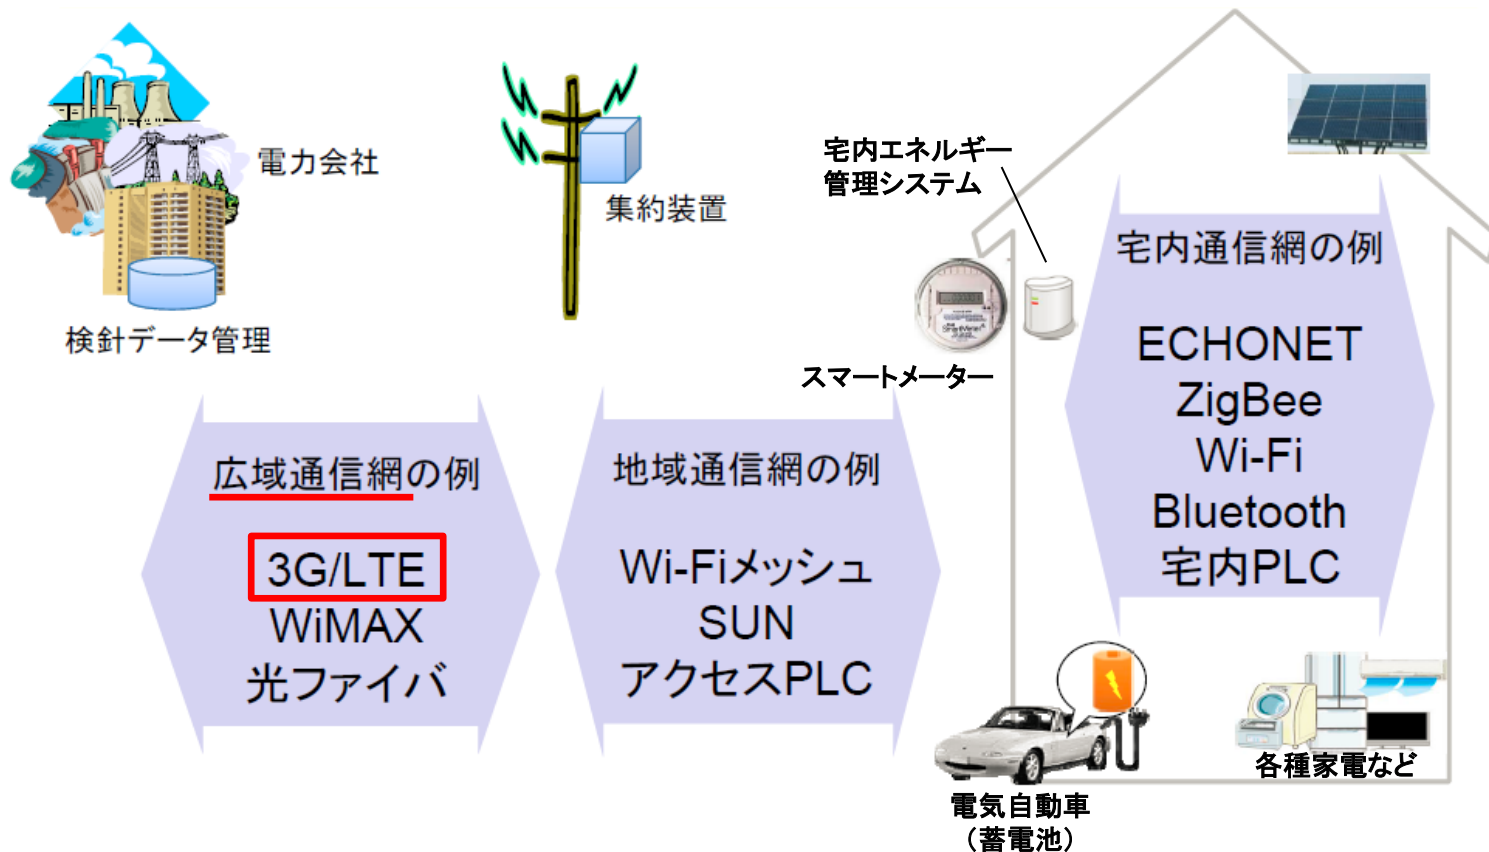 電力会社
検針データ管理
集約装置
宅内エネルギー
管理システム
スマートメーター
広域通信網の例
3G/LTE
WiMAX
光ファイバ
地域通信網の例
Wi-Fiメッシュ
SUN
アクセスPLC
宅内通信網の例
ECHONET
ZigBee
Wi-Fi
Bluetooth
宅内PLC
電気自動車
（蓄電池）
各種家電など